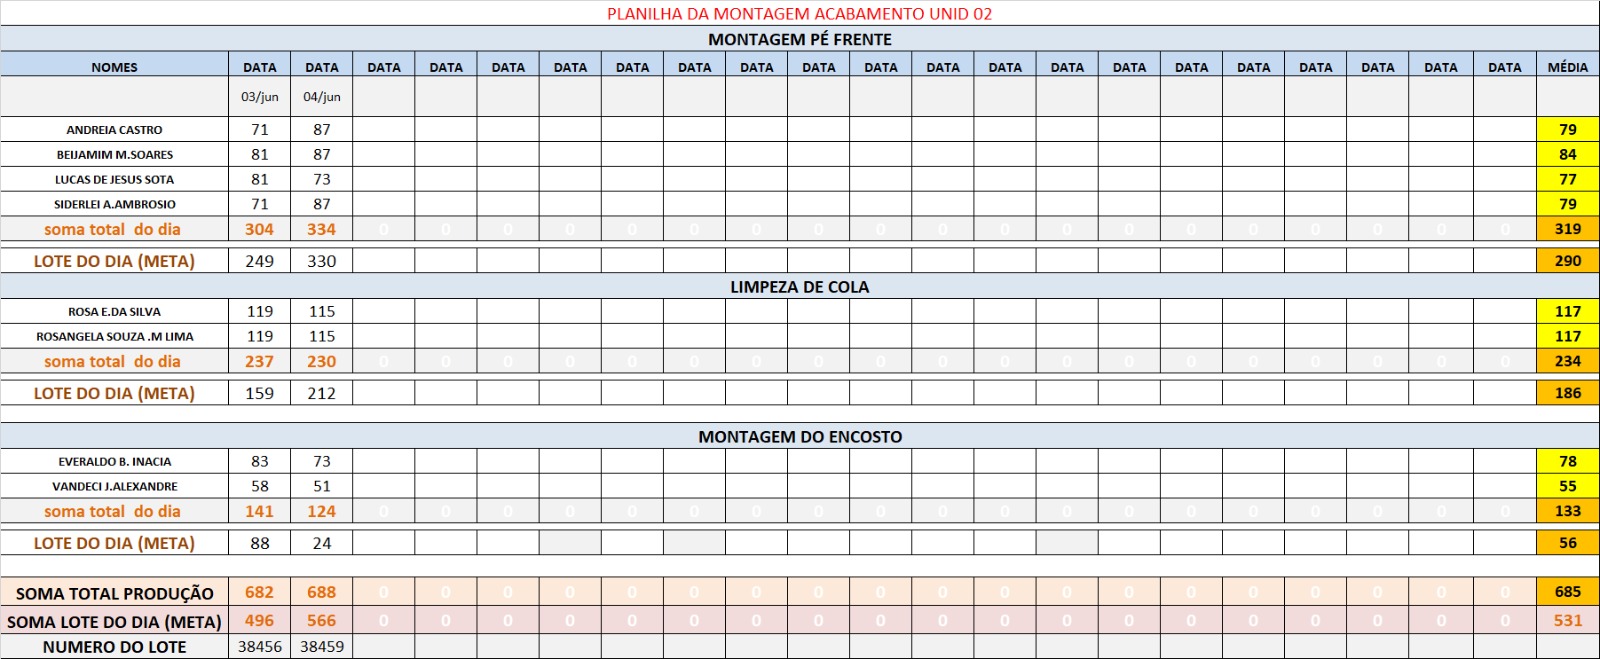 PLANILHA DA MONTAGEM ACABAMENTO UNID 02
MONTAGEM PÉ FRENTE
NOMES DATA DATA DATA DATA DATA DATA DATA DATA DATA DATA DATA DATA DATA DATA DATA DATA DATA DATA DATA DATA DATA MÉDIA
03/jun 04/jun
ANDREIA CASTRO 71 87 79
BEIJAMIM M.SOARES 81 87 84
LUCAS DE JESUS SOTA 81 73 77
SIDERLEI A.AMBROSIO 71 87 79
soma total do dia 304 334 0 0 0 0 0 0 0 0 0 0 0 0 0 0 0 0 0 0 0 319
LOTE DO DIA (META) 249 330 290
LIMPEZA DE COLA
ROSA E.DA SILVA 119 115 117
ROSANGELA SOUZA .M LIMA 119 115 117
soma total do dia 237 230 0 0 0 0 0 0 0 0 0 0 0 0 0 0 0 0 0 0 0 234
LOTE DO DIA (META) 159 212 186
MONTAGEM DO ENCOSTO
EVERALDO B. INACIA 83 73 78
VANDECI J.ALEXANDRE 58 51 55
soma total do dia 141 124 0 0 0 0 0 0 0 0 0 0 0 0 0 0 0 0 0 0 0 133
LOTE DO DIA (META) 88 24 56
SOMA TOTAL PRODUÇÃO 682 688 0 0 0 0 0 0 0 0 0 0 0 0 0 0 0 0 0 0 0 685
SOMA LOTE DO DIA (META) 496 566 0 0 0 0 0 0 0 0 0 0 0 0 0 0 0 0 0 0 0 531
NUMERO DO LOTE 38456 38459